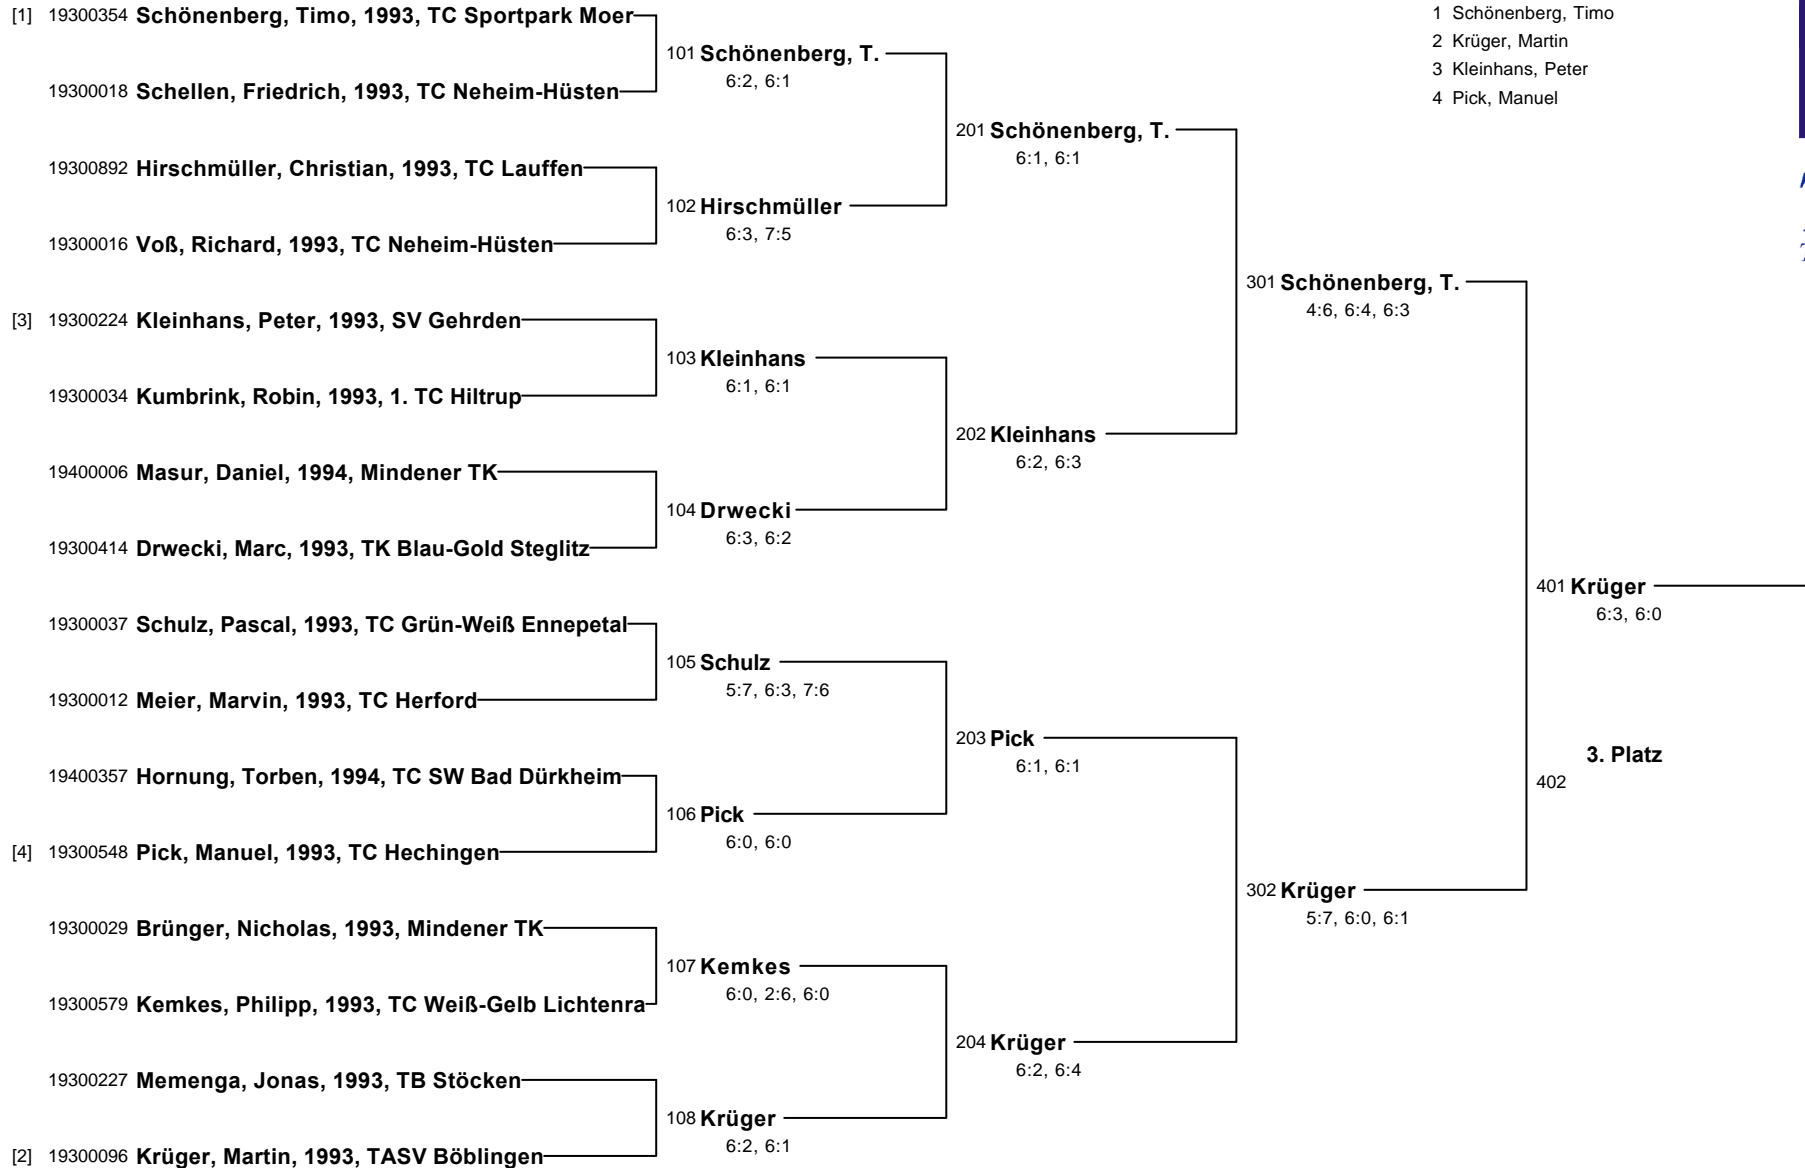 [1] 19300354 Schönenberg, Timo, 1993, TC Sportpark Moer
19300018 Schellen, Friedrich, 1993, TC Neheim-Hüsten
19300892 Hirschmüller, Christian, 1993, TC Lauffen
19300016 Voß, Richard, 1993, TC Neheim-Hüsten
[3] 19300224 Kleinhans, Peter, 1993, SV Gehrden
19300034 Kumbrink, Robin, 1993, 1. TC Hiltrup
19400006 Masur, Daniel, 1994, Mindener TK
19300414 Drwecki, Marc, 1993, TK Blau-Gold Steglitz
19300037 Schulz, Pascal, 1993, TC Grün-Weiß Ennepetal
19300012 Meier, Marvin, 1993, TC Herford
19400357 Hornung, Torben, 1994, TC SW Bad Dürkheim
[4] 19300548 Pick, Manuel, 1993, TC Hechingen
19300029 Brünger, Nicholas, 1993, Mindener TK
19300579 Kemkes, Philipp, 1993, TC Weiß-Gelb Lichtenra
19300227 Memenga, Jonas, 1993, TB Stöcken
[2] 19300096 Krüger, Martin, 1993, TASV Böblingen
101 Schönenberg, T.
6:2, 6:1
102 Hirschmüller
6:3, 7:5
103 Kleinhans
6:1, 6:1
104 Drwecki
6:3, 6:2
105 Schulz
5:7, 6:3, 7:6
106 Pick
6:0, 6:0
107 Kemkes
6:0, 2:6, 6:0
108 Krüger
6:2, 6:1
201 Schönenberg, T.
6:1, 6:1
202 Kleinhans
6:2, 6:3
203 Pick
6:1, 6:1
204 Krüger
6:2, 6:4
301 Schönenberg, T.
4:6, 6:4, 6:3
302 Krüger
5:7, 6:0, 6:1
401 Krüger
6:3, 6:0
3. Platz
402
1 Schönenberg, Timo
2 Krüger, Martin
3 Kleinhans, Peter
4 Pick, Manuel